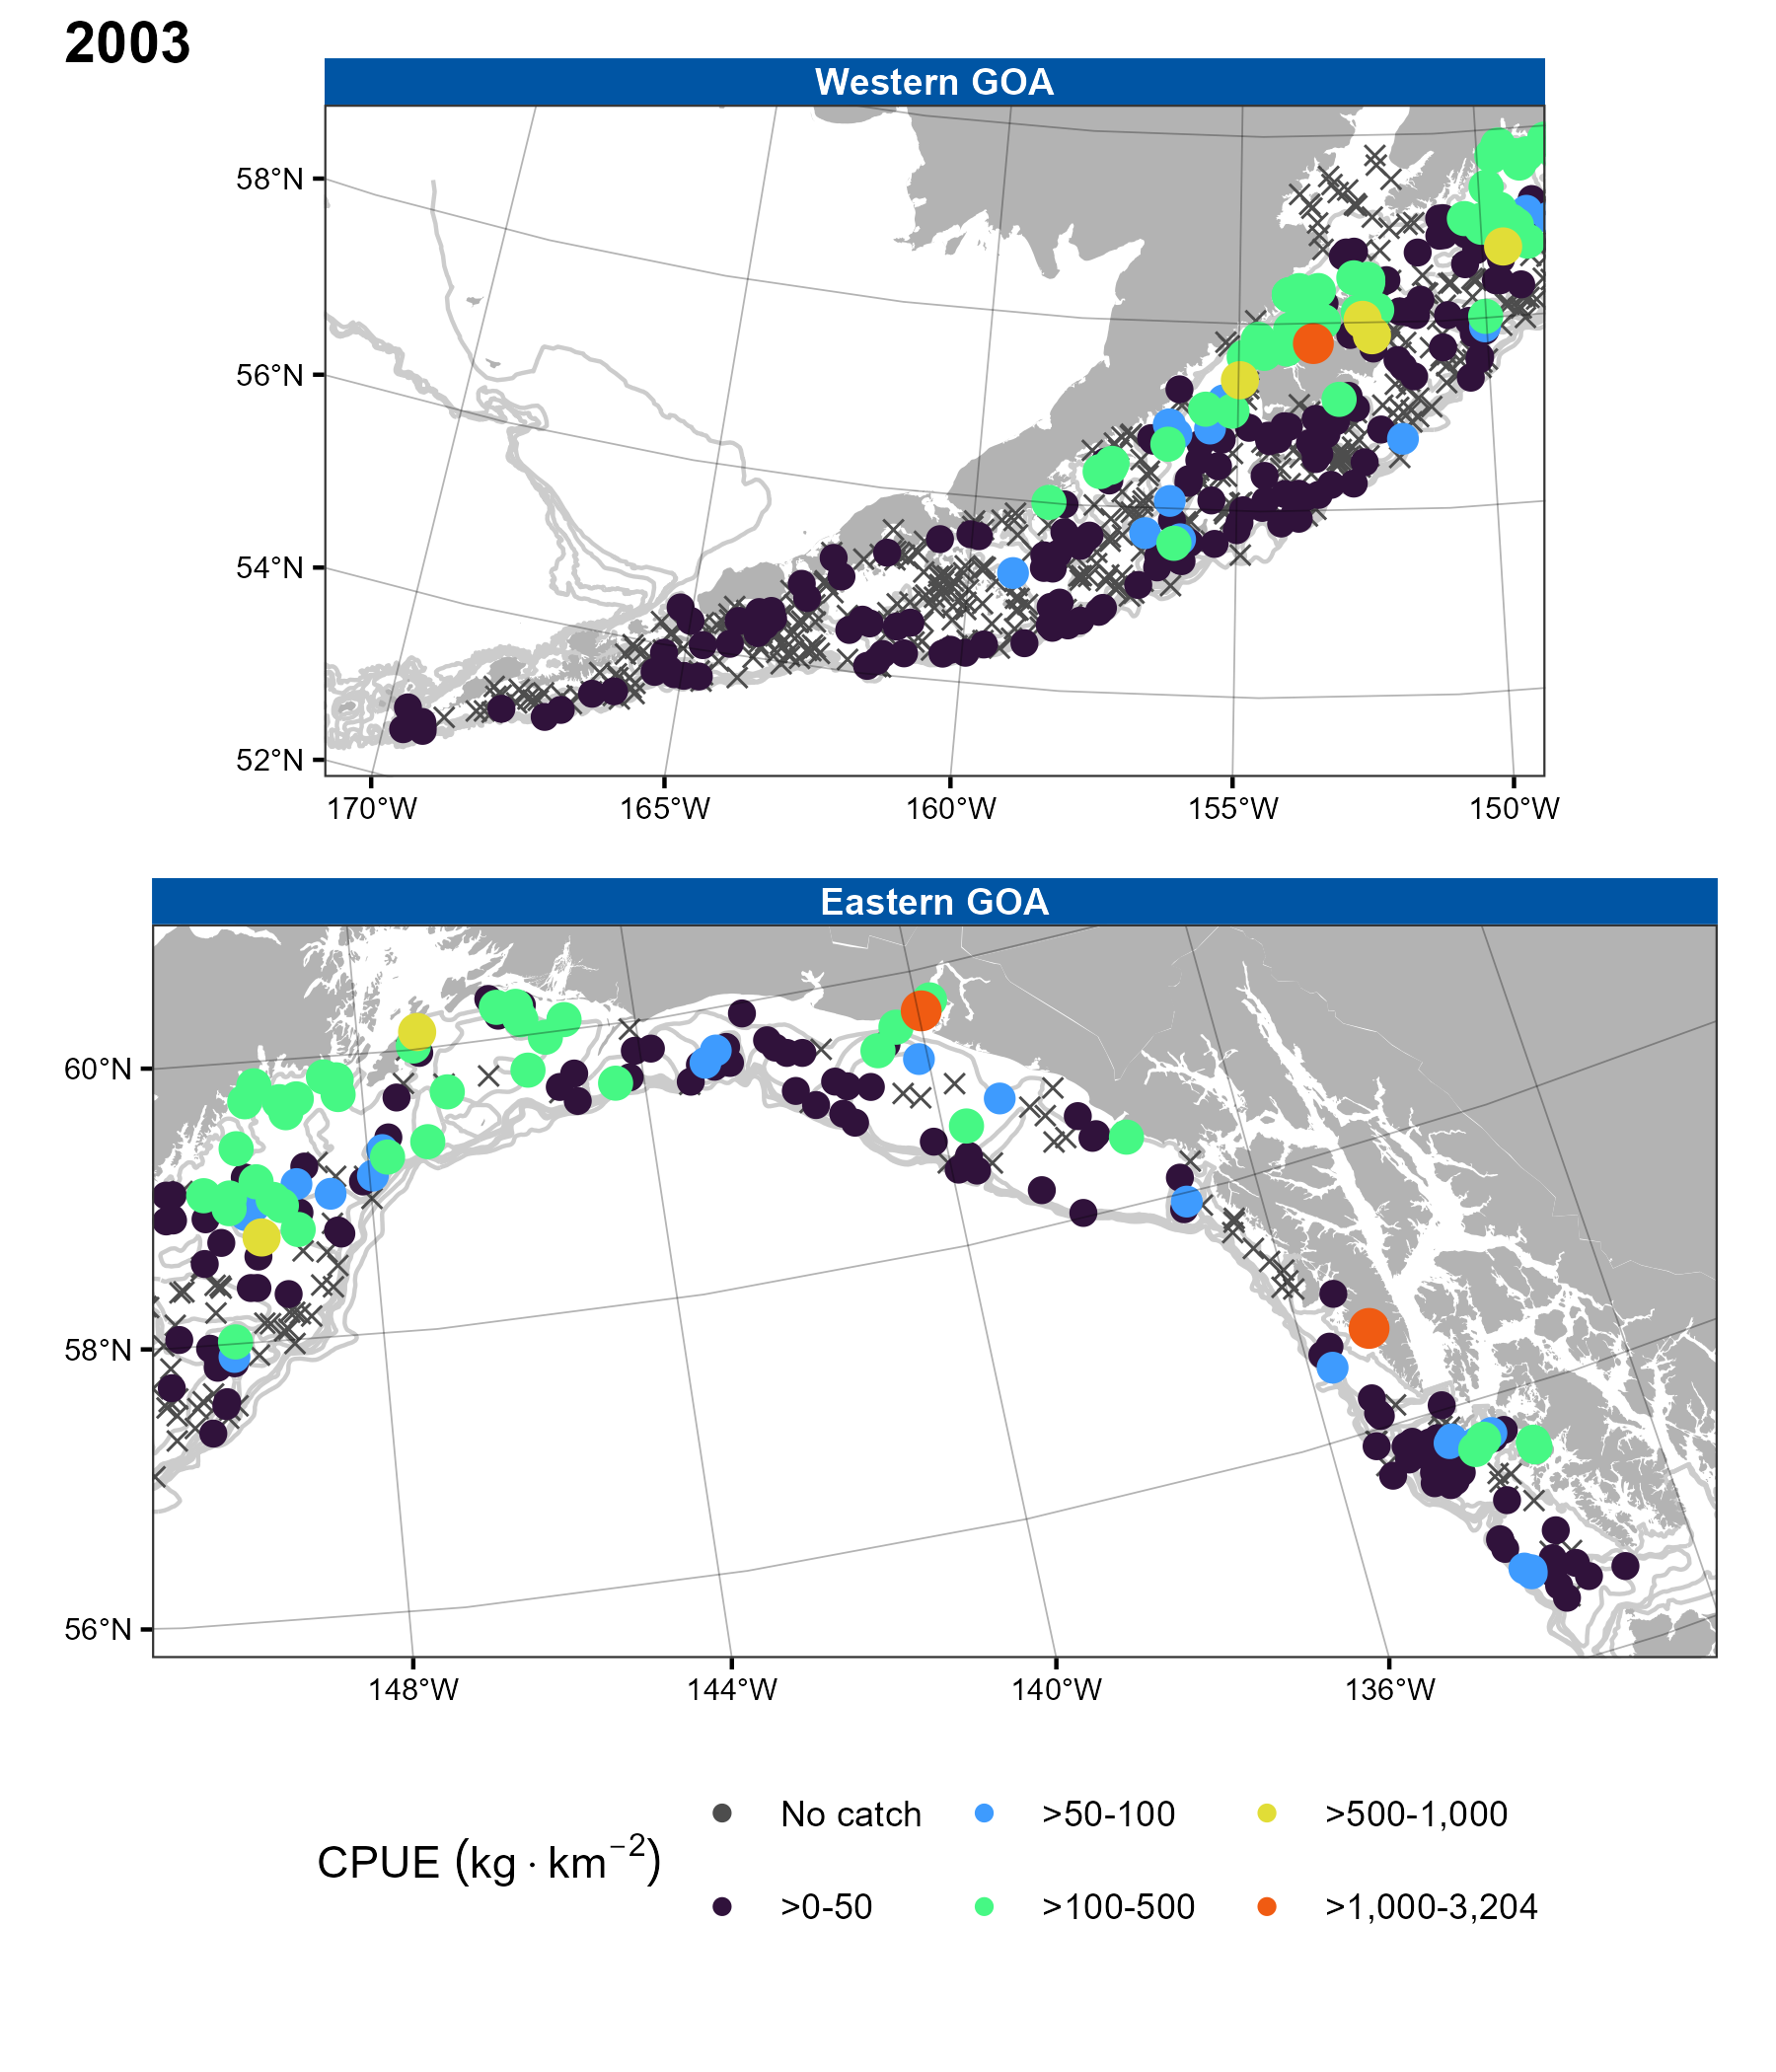 2003
Western GOA
58°N
56°N
54°N
52°N
170°W 165°W 160°W 155°W 150°W
Eastern GOA
60°N
58°N
56°N
148°W 144°W 140°W 136°W
CPUE (kg · km⁻²)
No catch >50-100 >500-1,000
>0-50 >100-500 >1,000-3,204